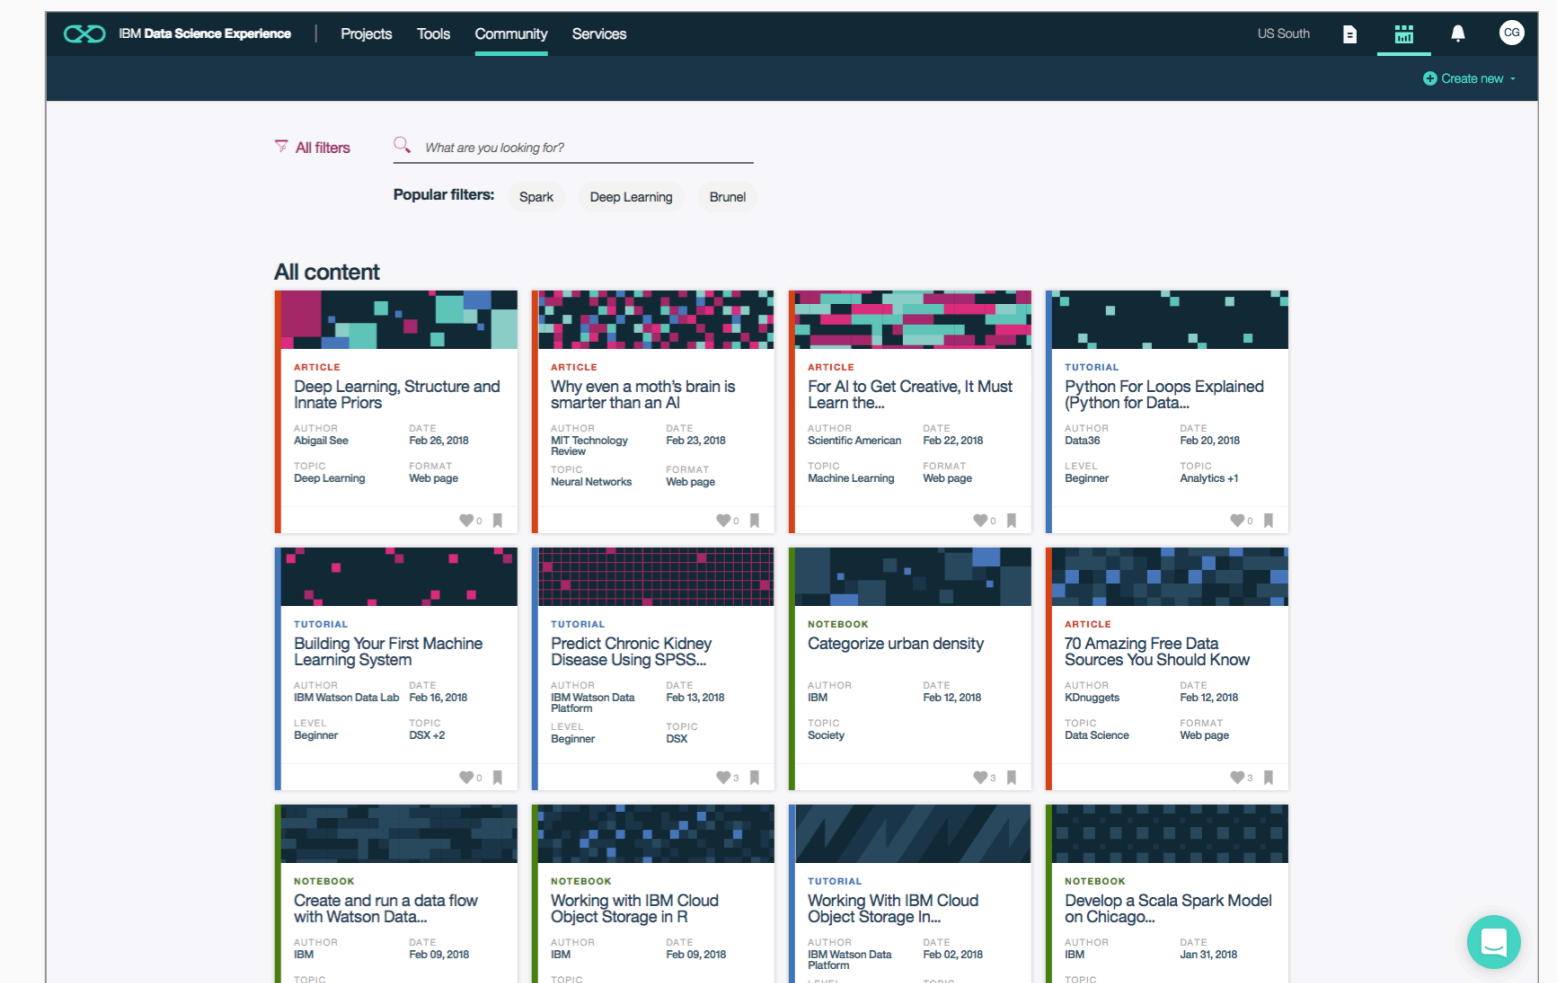 IBM Data Science Experience
Projects
Tools
Community
Services
US South
CG
Create new
All filters
What are you looking for?
Popular filters:
Spark
Deep Learning
Brunel
All content
ARTICLE
Deep Learning, Structure and
Innate Priors
AUTHOR
Abigail See
DATE
Feb 26, 2018
TOPIC
Deep Learning
FORMAT
Web page
0
ARTICLE
Why even a moth's brain is
smarter than an AI
AUTHOR
MIT Technology
Review
DATE
Feb 23, 2018
TOPIC
Neural Networks
FORMAT
Web page
0
ARTICLE
For AI to Get Creative, It Must
Learn the...
AUTHOR
Scientific American
DATE
Feb 22, 2018
TOPIC
Machine Learning
FORMAT
Web page
0
TUTORIAL
Python For Loops Explained
(Python for Data...
AUTHOR
Data36
DATE
Feb 20, 2018
LEVEL
Beginner
TOPIC
Analytics +1
0
TUTORIAL
Building Your First Machine
Learning System
AUTHOR
IBM Watson Data Lab
DATE
Feb 16, 2018
LEVEL
Beginner
TOPIC
DSX +2
0
TUTORIAL
Predict Chronic Kidney
Disease Using SPSS...
AUTHOR
IBM Watson Data
Platform
DATE
Feb 13, 2018
LEVEL
Beginner
TOPIC
DSX
3
NOTEBOOK
Categorize urban density
AUTHOR
IBM
DATE
Feb 12, 2018
TOPIC
Society
3
ARTICLE
70 Amazing Free Data
Sources You Should Know
AUTHOR
KDnuggets
DATE
Feb 12, 2018
TOPIC
Data Science
FORMAT
Web page
3
NOTEBOOK
Create and run a data flow
with Watson Data...
AUTHOR
IBM
DATE
Feb 09, 2018
TOPIC
NOTEBOOK
Working with IBM Cloud
Object Storage in R
AUTHOR
IBM
DATE
Feb 09, 2018
TOPIC
TUTORIAL
Working With IBM Cloud
Object Storage In...
AUTHOR
IBM Watson Data
Platform
DATE
Feb 02, 2018
LEVEL
TOPIC
NOTEBOOK
Develop a Scala Spark Model
on Chicago...
AUTHOR
IBM
DATE
Jan 31, 2018
TOPIC